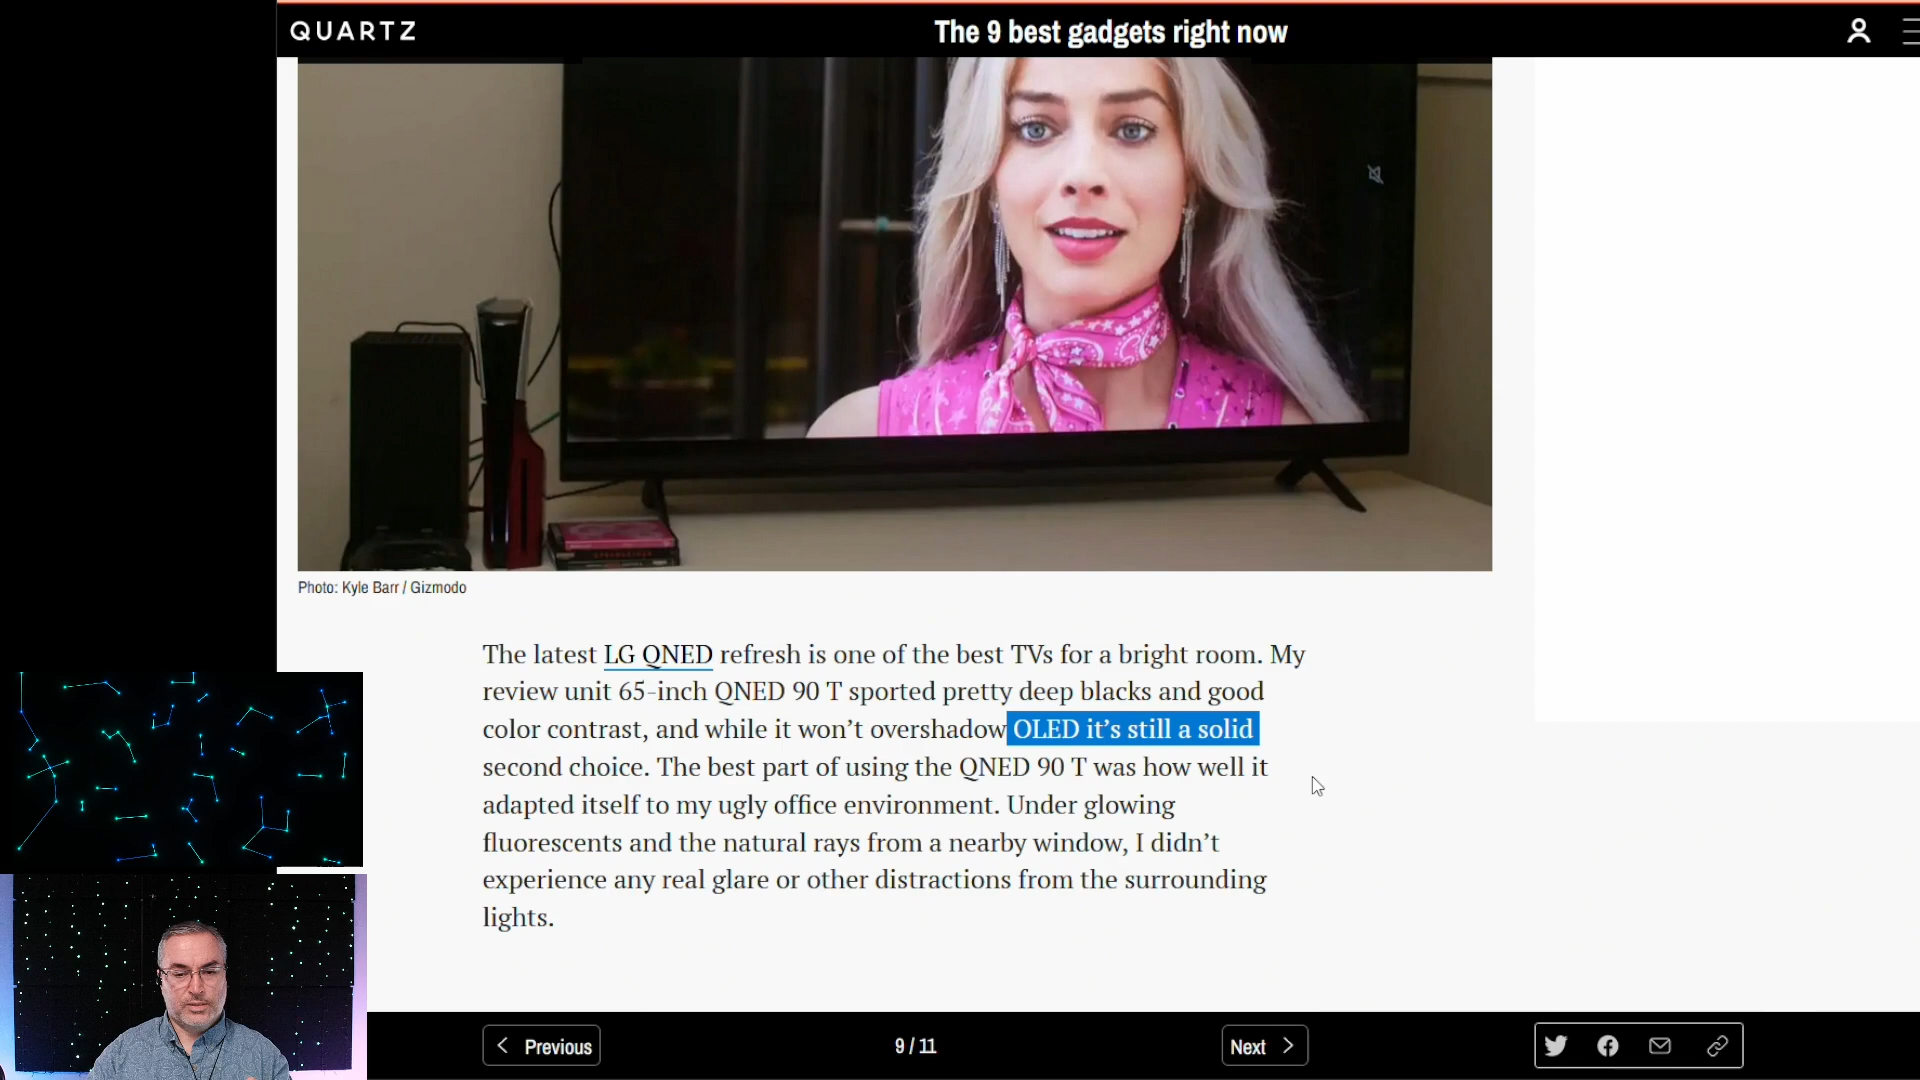 QUARTZ
The 9 best gadgets right now
Photo: Kyle Barr / Gizmodo
The latest LG QNED refresh is one of the best TVs for a bright room. My
review unit 65-inch QNED 90 T sported pretty deep blacks and good
color contrast, and while it won’t overshadow OLED it’s still a solid
second choice. The best part of using the QNED 90 T was how well it
adapted itself to my ugly office environment. Under glowing
fluorescents and the natural rays from a nearby window, I didn’t
experience any real glare or other distractions from the surrounding
lights.
Previous
9 / 11
Next